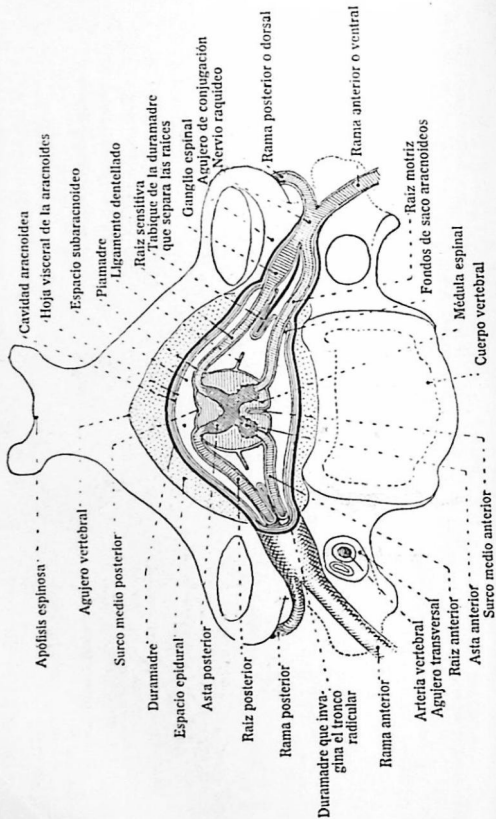 Apófisis espinosa
Agujero vertebral
Surco medio posterior
Duramadre
Espacio epidural
Asta posterior
Raíz posterior
Rama posterior
Duramadre que inva-
gina el tronco
radicular
Rama anterior
Arteria vertebral
Agujero transversal
Raiz anterior
Asta anterior
Surco medio anterior
Cavidad aracnoidea
Hoja visceral de la aracnoides
Espacio subaracnoideo
Piamadre
Ligamento dentellado
Raiz sensitiva
Tabique de la duramadre
que separa las raíces
Ganglio espinal
Agujero de conjugación
Nervio raquídeo
Rama posterior o dorsal
Rama anterior o ventral
Raíz motriz
Fondos de saco aracnoideos
Médula espinal
Cuerpo vertebral